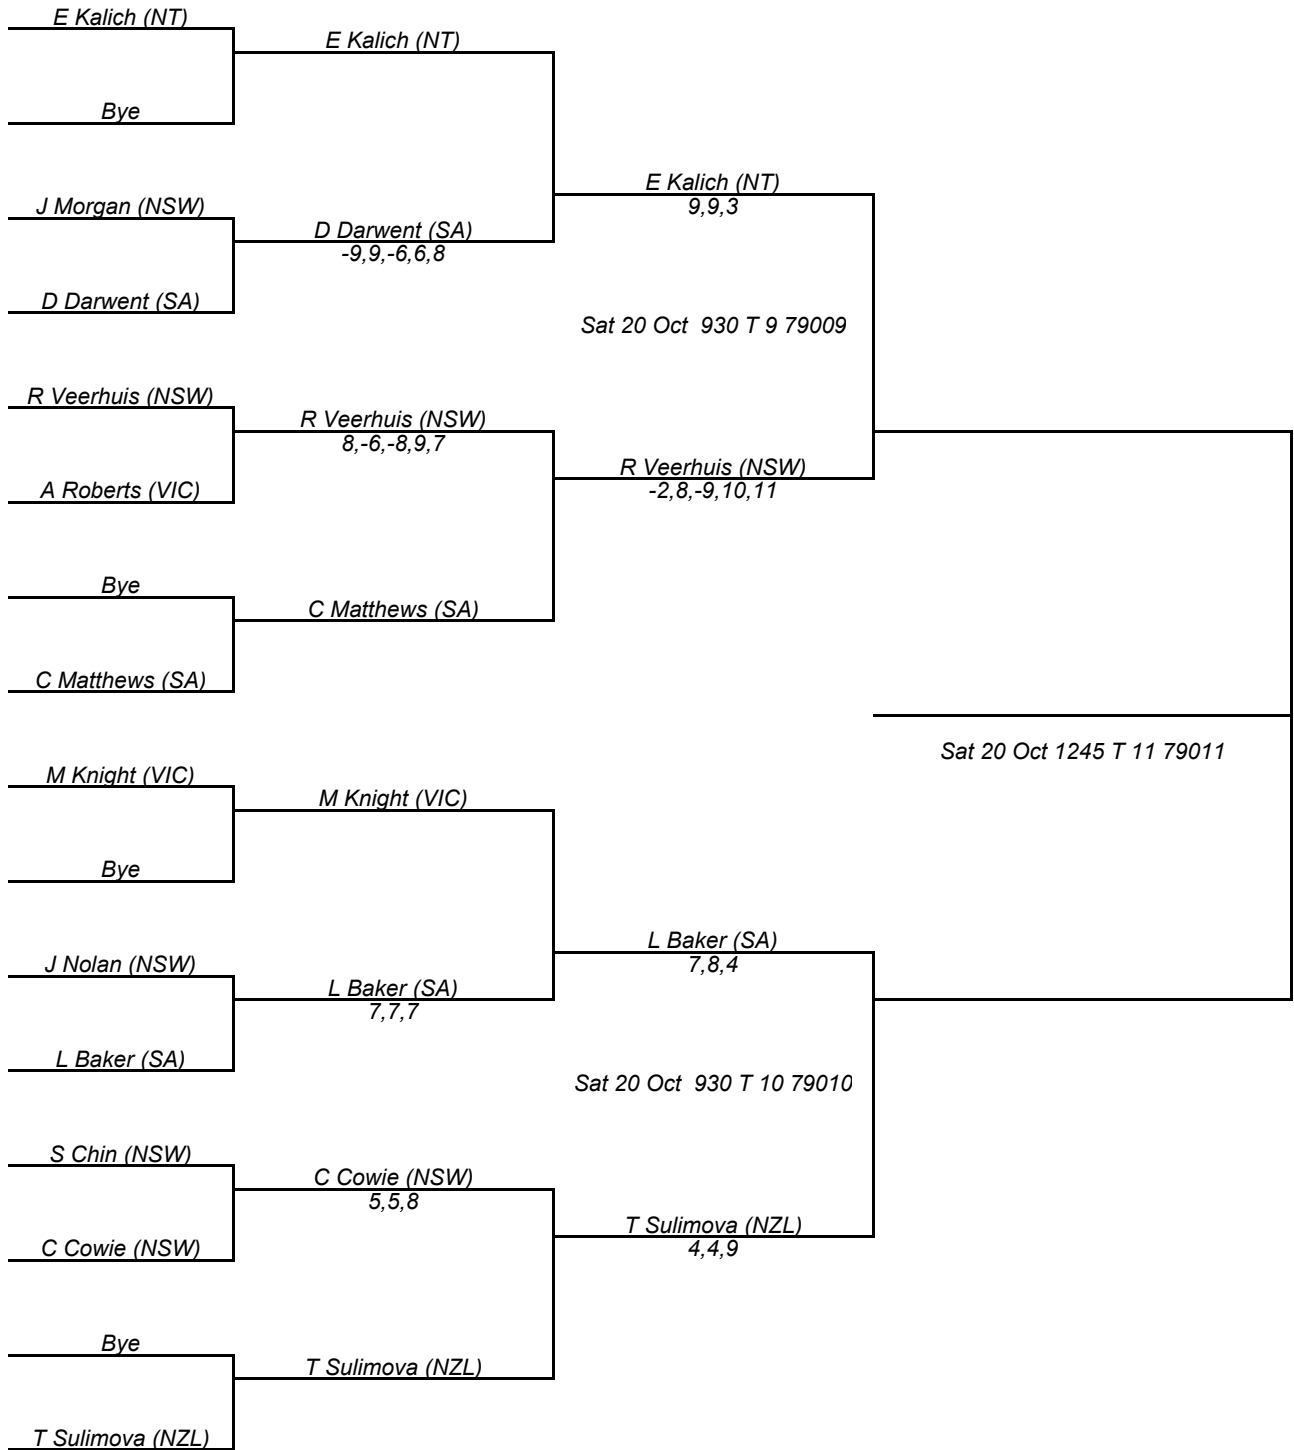 E Kalich (NT)
Bye
J Morgan (NSW)
D Darwent (SA)
R Veerhuis (NSW)
A Roberts (VIC)
Bye
C Matthews (SA)
M Knight (VIC)
Bye
J Nolan (NSW)
L Baker (SA)
S Chin (NSW)
C Cowie (NSW)
Bye
T Sulimova (NZL)
E Kalich (NT)
D Darwent (SA)
-9,9,-6,6,8
R Veerhuis (NSW)
8,-6,-8,9,7
C Matthews (SA)
M Knight (VIC)
L Baker (SA)
7,7,7
C Cowie (NSW)
5,5,8
T Sulimova (NZL)
E Kalich (NT)
9,9,3
Sat 20 Oct  930 T 9 79009
R Veerhuis (NSW)
-2,8,-9,10,11
L Baker (SA)
7,8,4
Sat 20 Oct  930 T 10 79010
T Sulimova (NZL)
4,4,9
Sat 20 Oct 1245 T 11 79011